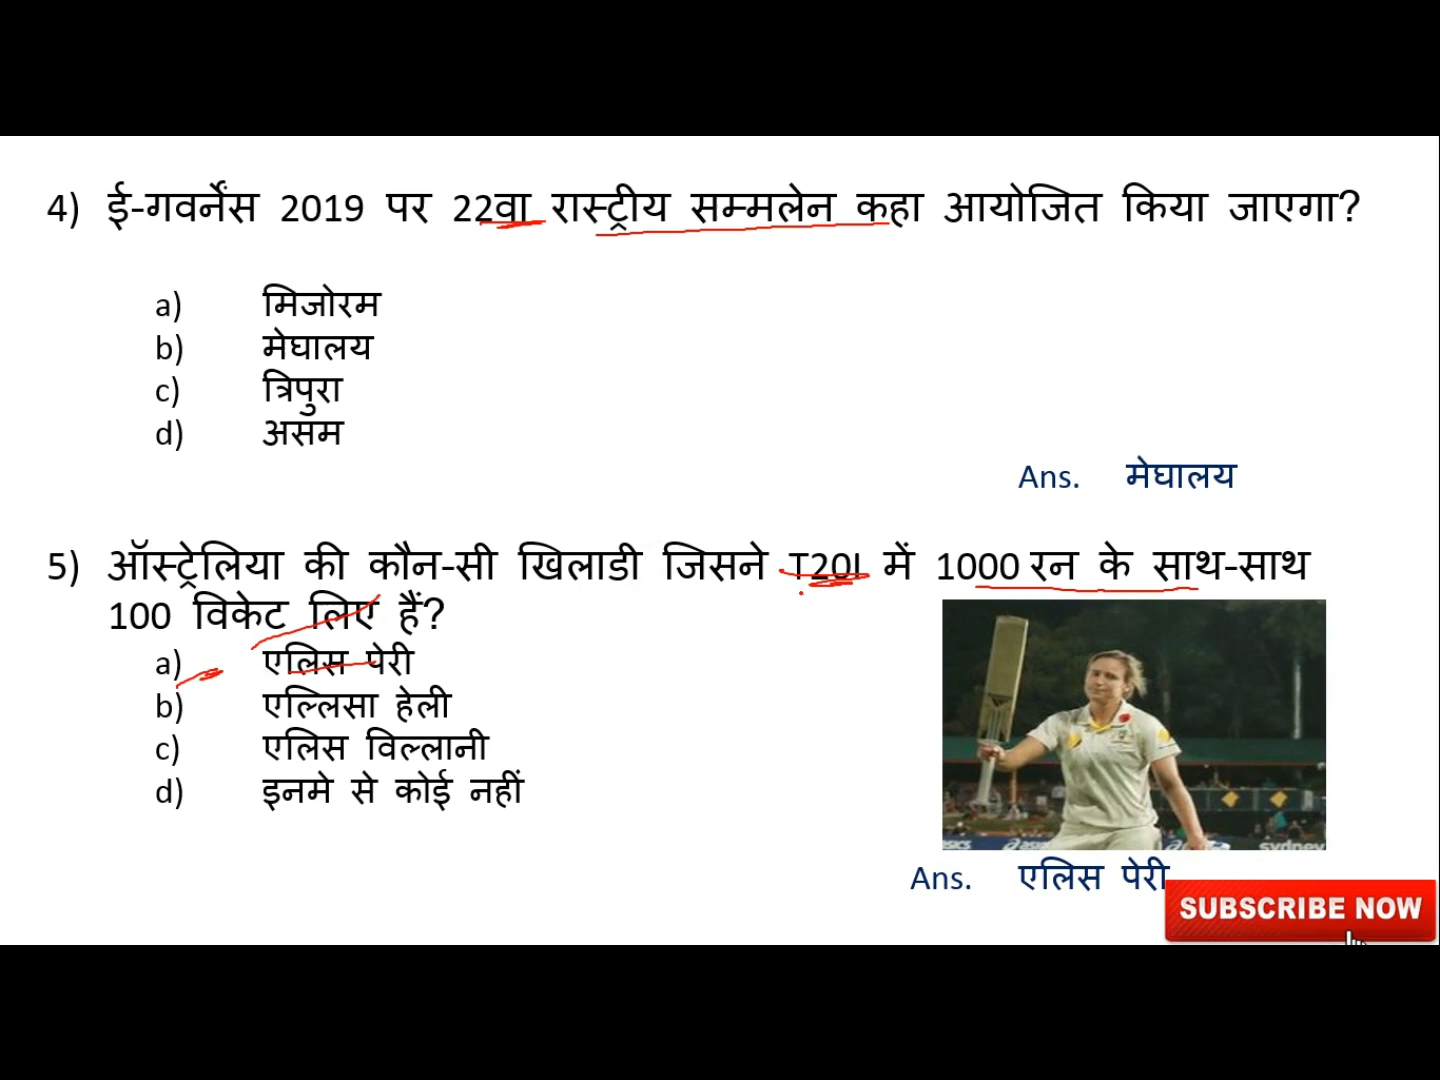 4) ई-गवर्नेंस 2019 पर 22वा रास्ट्रीय सम्मलेन कहा आयोजित किया जाएगा?
a) मिजोरम
b) मेघालय
c) त्रिपुरा
d) असम
Ans. मेघालय
5) ऑस्ट्रेलिया की कौन-सी खिलाडी जिसने T20I में 1000 रन के साथ-साथ
100 विकेट लिए हैं?
a) एलिस पेरी
b) एल्लिसा हेली
c) एलिस विल्लानी
d) इनमे से कोई नहीं
Ans. एलिस पेरी
SUBSCRIBE NOW